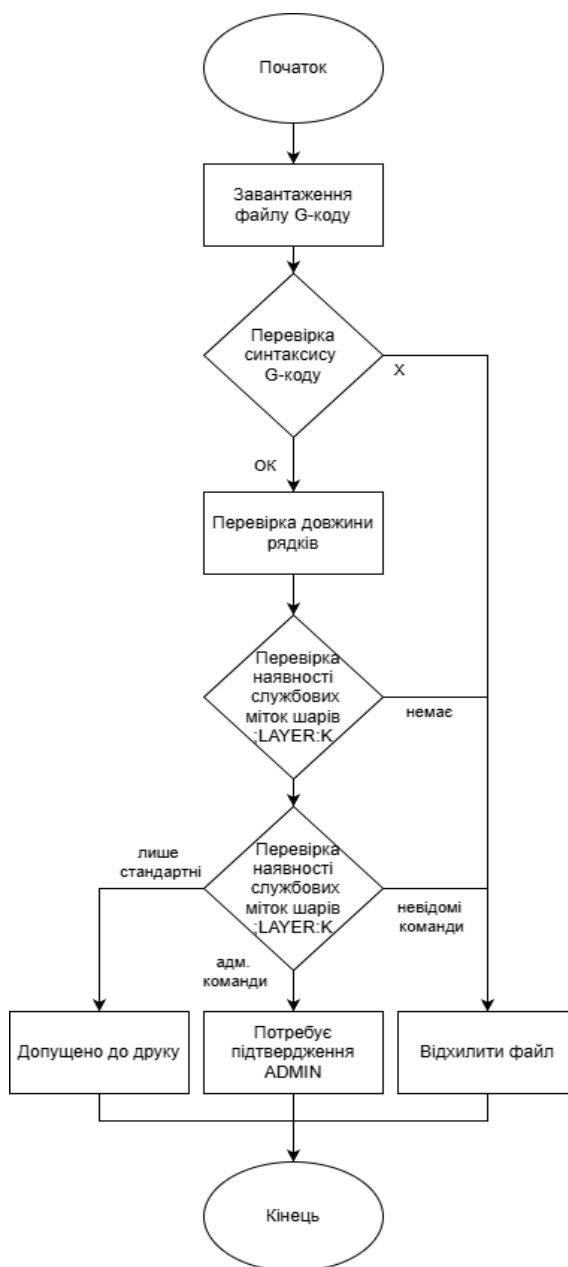 Початок
Завантаження
файлу G-коду
Перевірка
синтаксису
G-коду
X
ОК
Перевірка довжини
рядків
Перевірка
наявності
службових
міток шарів
;LAYER:K
немає
лише
стандартні
Перевірка
наявності
службових
міток шарів
;LAYER:K
невідомі
команди
адм.
команди
Допущено до друку
Потребує
підтвердження
ADMIN
Відхилити файл
Кінець